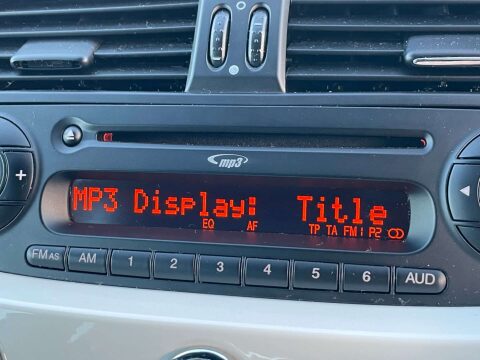 mp3
+
MP3 Display: Title
EQ AF TP TA FM1 P2
FM AS AM 1 2 3 4 5 6 AUD